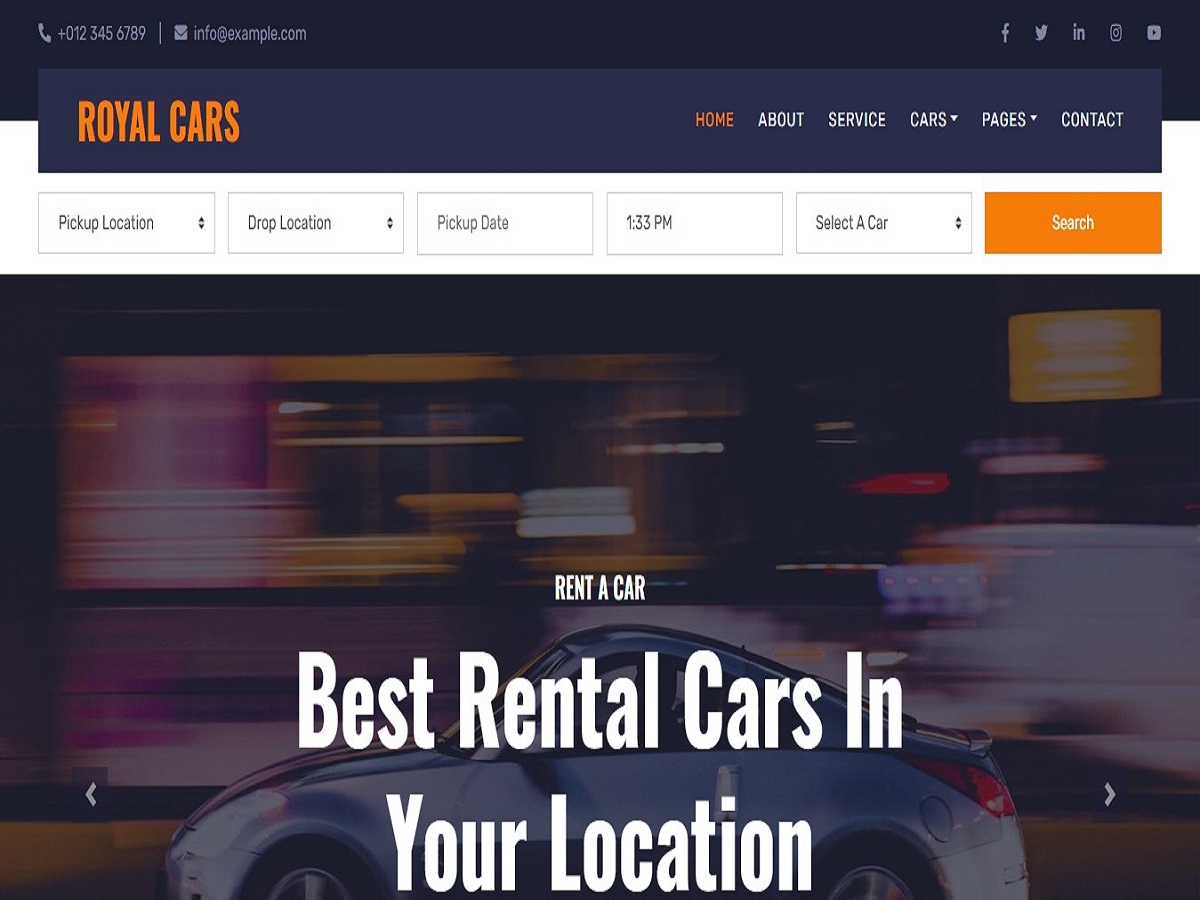 +012 345 6789 | info@example.com
ROYAL CARS
HOME ABOUT SERVICE CARS PAGES CONTACT
Pickup Location Drop Location Pickup Date 1:33 PM Select A Car Search
RENT A CAR
Best Rental Cars In
Your Location